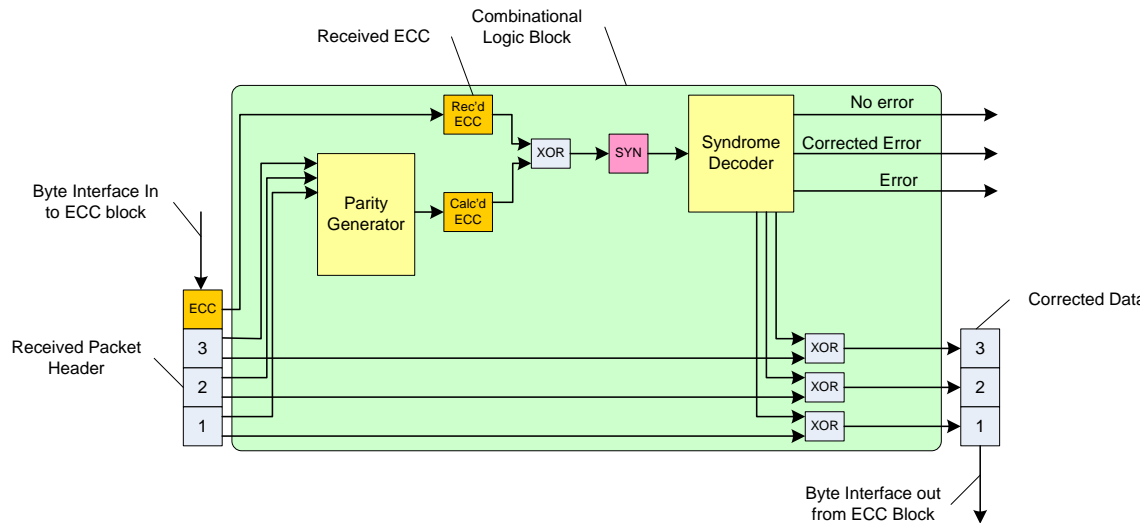 Combinational
Logic Block
Received ECC
Rec'd
ECC
No error
XOR
SYN
Syndrome
Decoder
Corrected Error
Error
Byte Interface In
to ECC block
Parity
Generator
Calc'd
ECC
ECC
Corrected Data
Received Packet
Header
3
XOR
3
2
XOR
2
1
XOR
1
Byte Interface out
from ECC Block